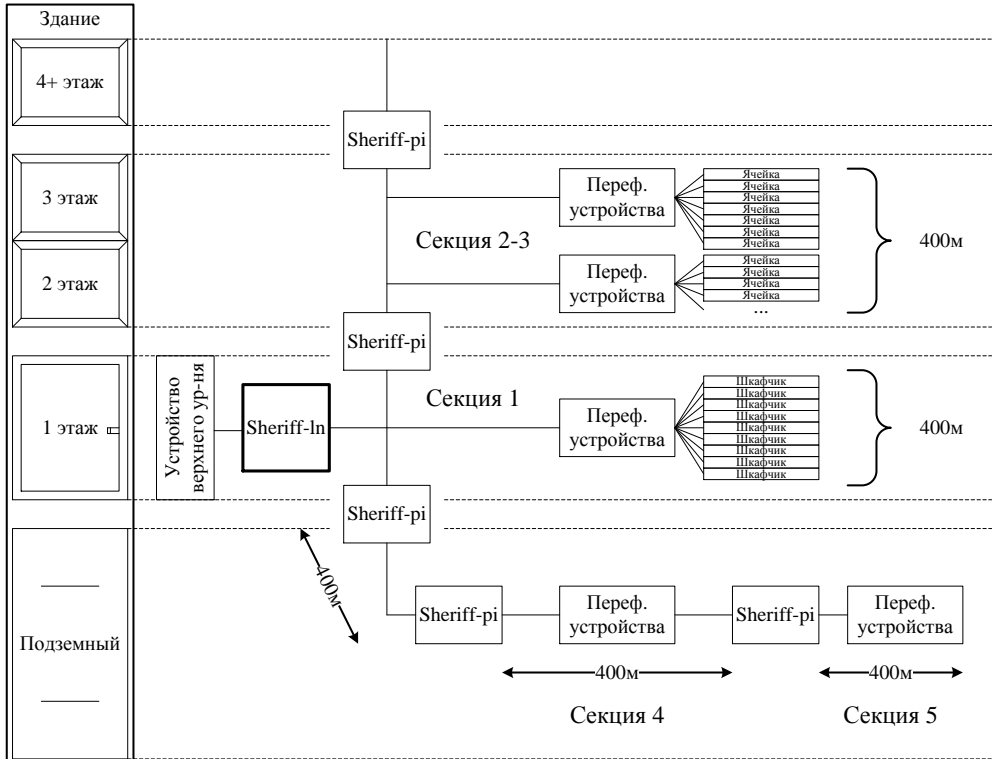 Здание
4+ этаж
Sheriff-pi
3 этаж
Переф.
устройства
Ячейка
Ячейка
Ячейка
Ячейка
Ячейка
Ячейка
Ячейка
400м
Секция 2-3
2 этаж
Переф.
устройства
Ячейка
Ячейка
Ячейка
Ячейка
...
Sheriff-pi
1 этаж
Устройство
верхнего ур-ня
Sheriff-ln
Секция 1
Переф.
устройства
Шкафчик
Шкафчик
Шкафчик
Шкафчик
Шкафчик
Шкафчик
Шкафчик
Шкафчик
Шкафчик
400м
Sheriff-pi
400м
Подземный
Sheriff-pi
Переф.
устройства
Sheriff-pi
Переф.
устройства
400м
400м
Секция 4
Секция 5